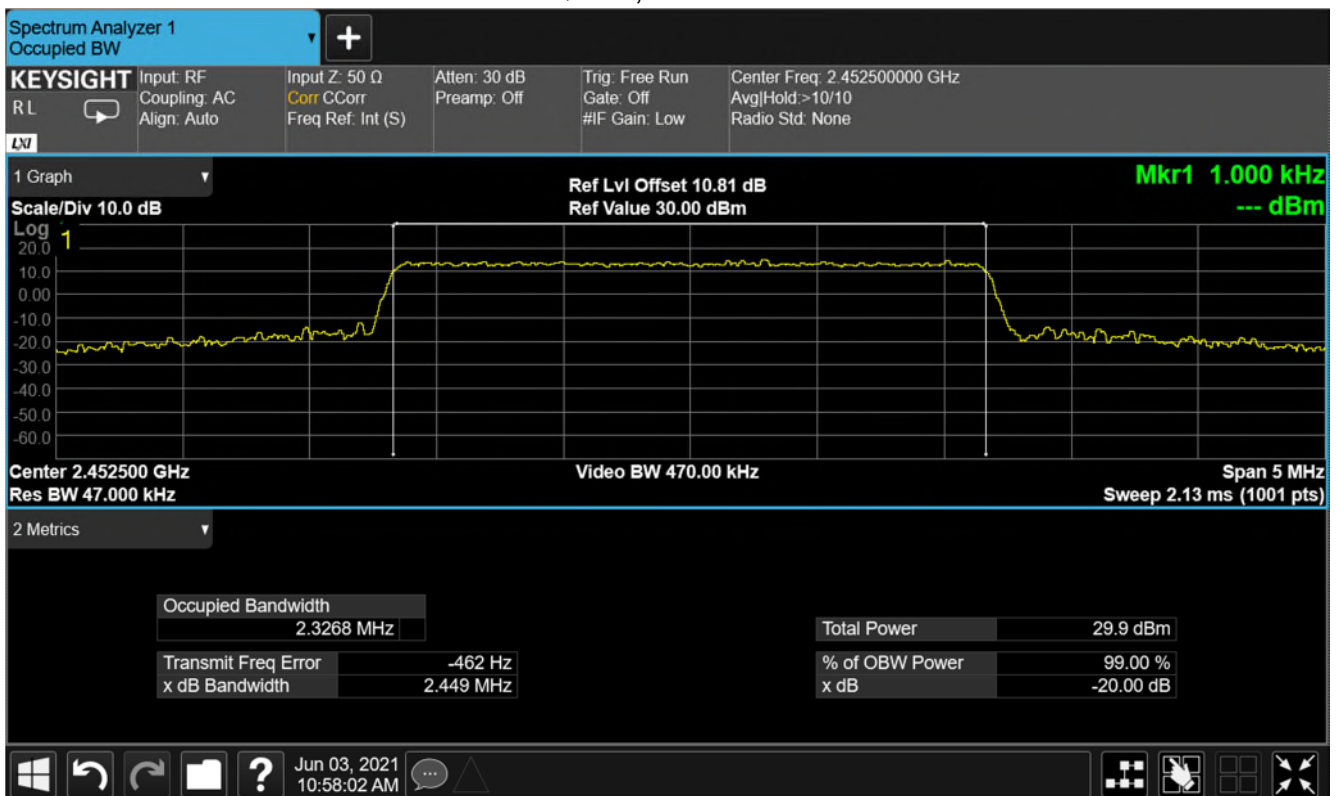 Spectrum Analyzer 1
Occupied BW
+
KEYSIGHT
R L
LXI
Input: RF
Coupling: AC
Align: Auto
Input Z: 50 Ω
Corr CCorr
Freq Ref: Int (S)
Atten: 30 dB
Preamp: Off
Trig: Free Run
Gate: Off
#IF Gain: Low
Center Freq: 2.452500000 GHz
Avg|Hold:>10/10
Radio Std: None
1 Graph
Scale/Div 10.0 dB
Ref Lvl Offset 10.81 dB
Ref Value 30.00 dBm
Mkr1 1.000 kHz
--- dBm
Log
1
20.0
10.0
0.00
-10.0
-20.0
-30.0
-40.0
-50.0
-60.0
Center 2.452500 GHz
Video BW 470.00 kHz
Span 5 MHz
Res BW 47.000 kHz
Sweep 2.13 ms (1001 pts)
2 Metrics
Occupied Bandwidth
2.3268 MHz
Total Power 29.9 dBm
Transmit Freq Error -462 Hz
% of OBW Power 99.00 %
x dB Bandwidth 2.449 MHz
x dB -20.00 dB
?
Jun 03, 2021
10:58:02 AM